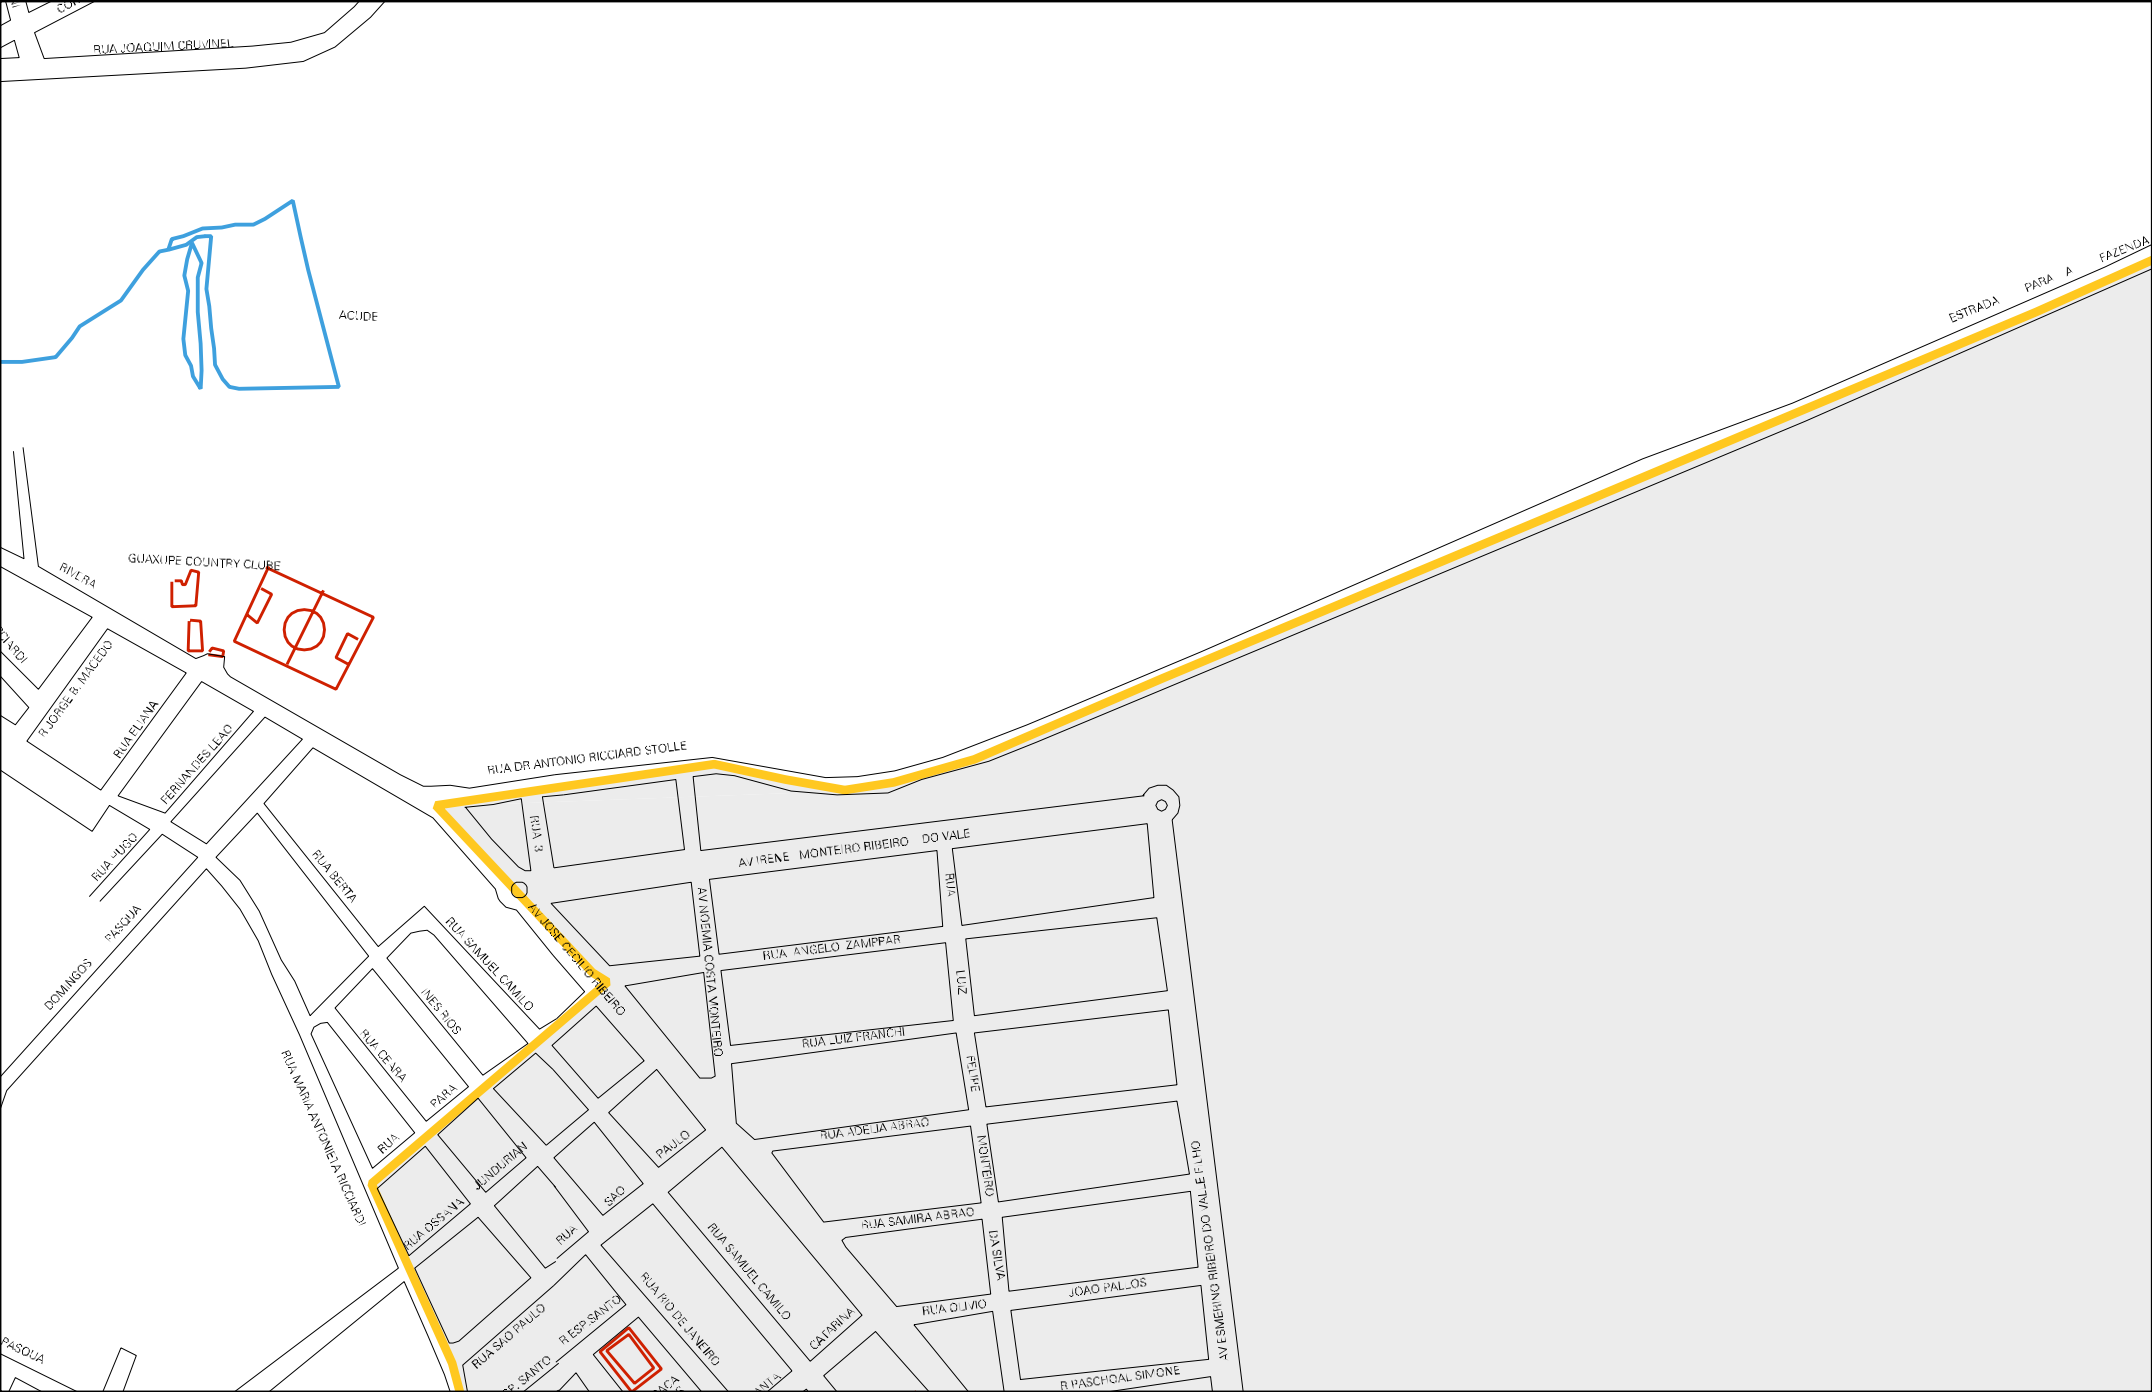 RUA JOAQUIM CRUVINEL
ESTRADA PARA A FAZENDA
ACUDE
GUAXUPE COUNTRY CLUBE
RIVERA
R JORGE B. MACEDO
RUA ELIANA
FERNANDES LEAO
RUA HUGO
PASQUA
DOMINGOS
RUA DR ANTONIO RICCIARD STOLLE
RUA 3
AV IRENE MONTEIRO RIBEIRO DO VALE
RUA BERTA
RUA SAMUEL CAMILO
AV JOSE CECILIO RIBEIRO
AV NOEMIA COSTA MONTEIRO
RUA LUIZ FELIPE MONTEIRO DA SILVA
RUA ANGELO ZAMPPAR
INES RIOS
RUA CEARA
RUA PARA
RUA LUIZ FRANCHI
RUA MARIA ANTONIETA RICCIARDI
JUNDURIAN
RUA OSSANA
RUA SAO PAULO
RUA ADELIA ABRAO
RUA SAMIRA ABRAO
AV ESMERINO RIBEIRO DO VALLE FILHO
RUA SAMUEL CAMILO
RUA RIO DE JANEIRO
RUA SAO PAULO
R ESP.SANTO
SANTO
CATARINA
RUA OLIVIO
JOAO PALLOS
R PASCHOAL SIMONE
PASQUA